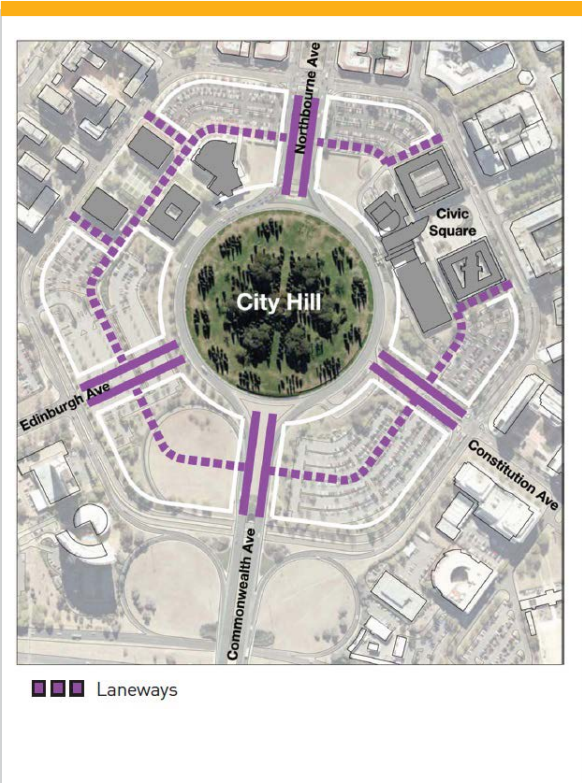 Northbourne Ave
Civic
Square
City Hill
Edinburgh Ave
Constitution Ave
Commonwealth Ave
Laneways